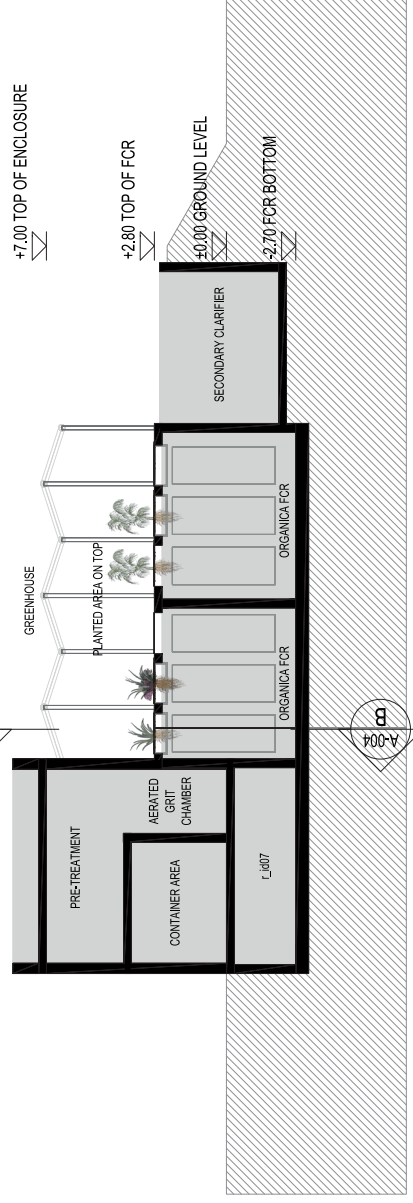 +7.00 TOP OF ENCLOSURE
+2.80 TOP OF FCR
±0.00 GROUND LEVEL
-2.70 FCR BOTTOM
GREENHOUSE
PLANTED AREA ON TOP
SECONDARY CLARIFIER
ORGANICA FCR
ORGANICA FCR
PRE-TREATMENT
AERATED
GRIT
CHAMBER
CONTAINER AREA
r_id07
B
A-004